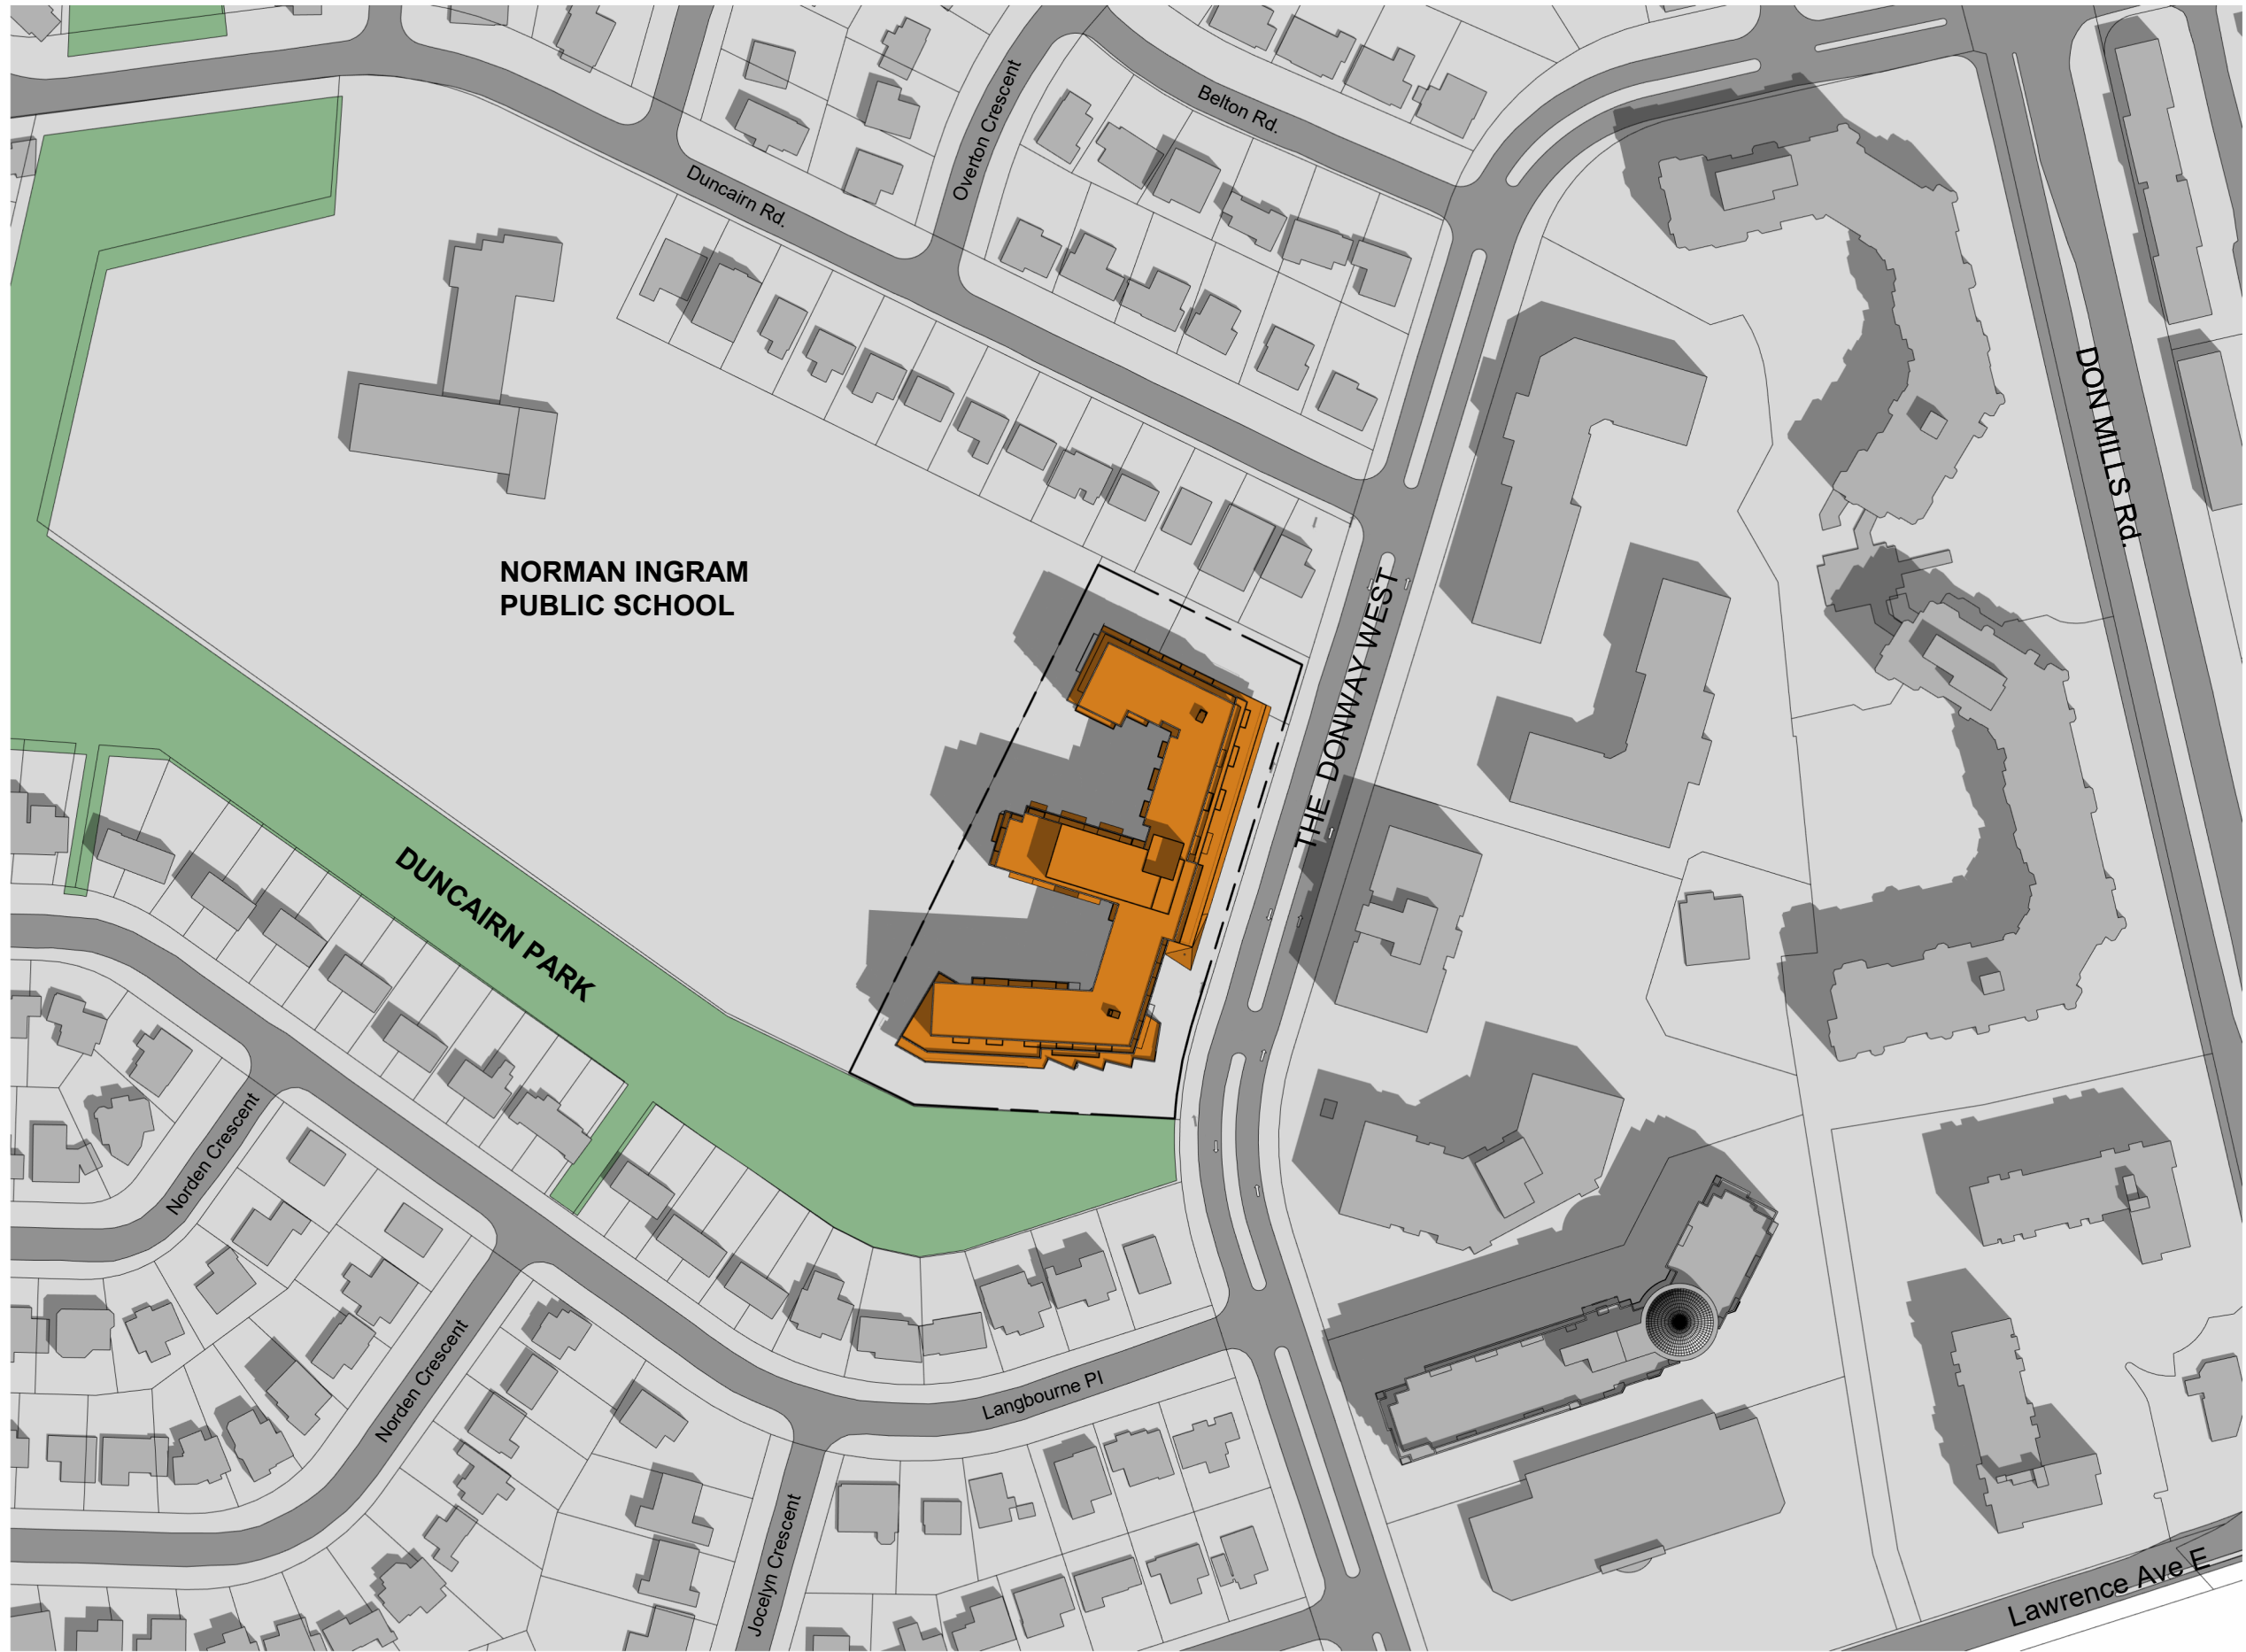 Overton Crescent
Belton Rd.
Duncairn Rd.
DON MILLS Rd.
NORMAN INGRAM
PUBLIC SCHOOL
THE DONWAY WEST
DUNCAIRN PARK
Norden Crescent
Norden Crescent
Langbourne Pl
Jocelyn Crescent
Lawrence Ave E